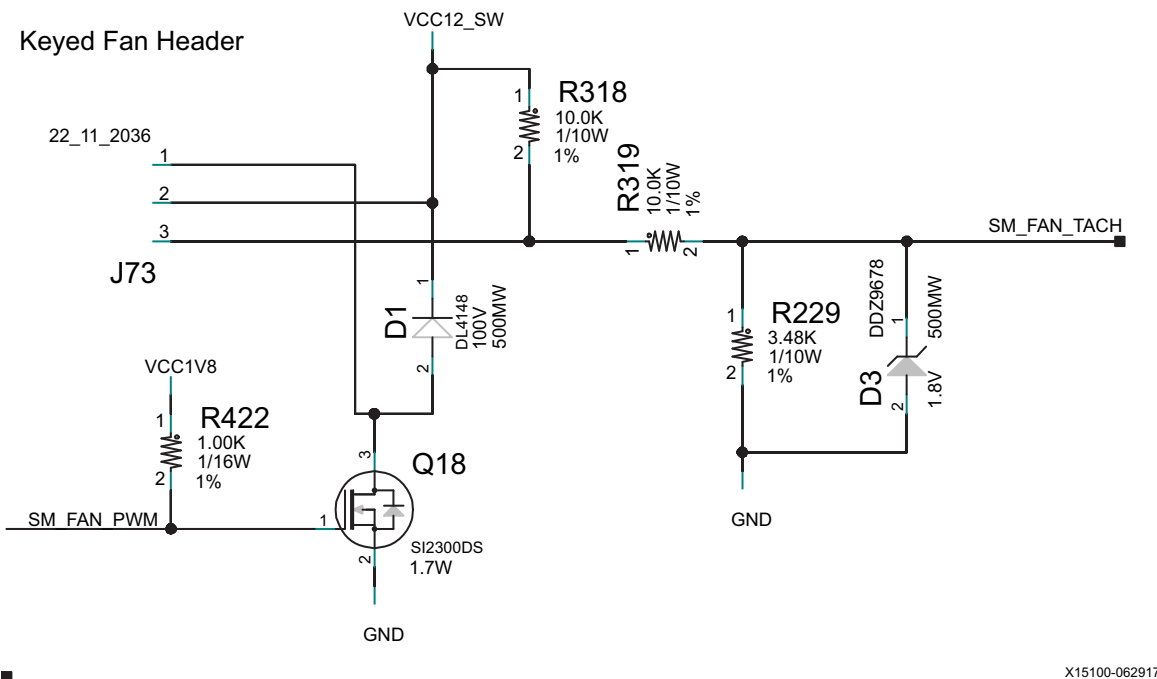 VCC12_SW
Keyed Fan Header
22_11_2036
1
2
3
J73
1
R318
10.0K
1/10W
1%
2
R319
10.0K
1/10W
1%
1
2
SM_FAN_TACH
1
D1
DL4148
100V
500MW
2
1
R229
3.48K
1/10W
1%
2
DDZ9678
1
500MW
D3
2
1.8V
GND
VCC1V8
1
R422
1.00K
1/16W
1%
2
SM_FAN_PWM
1
3
Q18
SI2300DS
1.7W
2
GND
X15100-062917